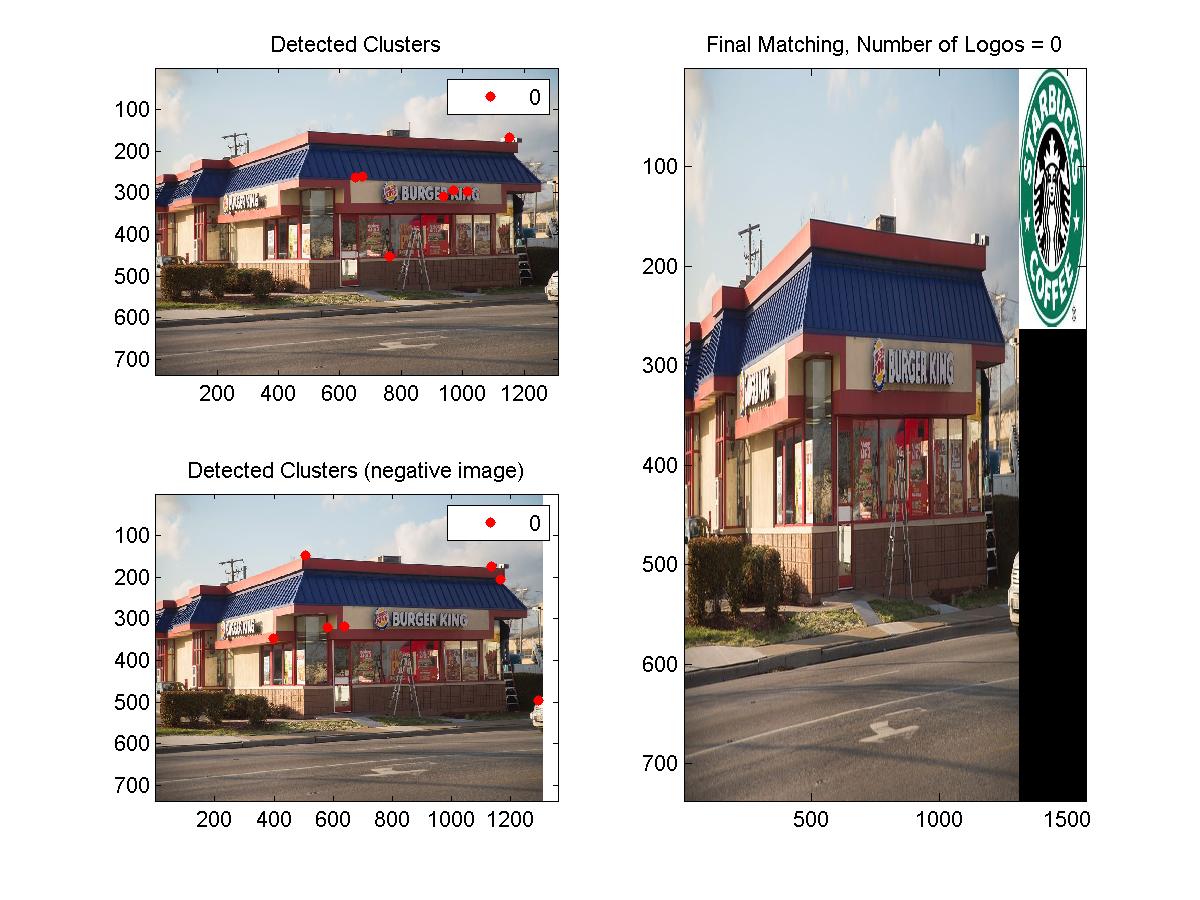 Detected Clusters
0
100
200
300
400
500
600
700
200 400 600 800 1000 1200
BURGER KING
Detected Clusters (negative image)
0
100
200
300
400
500
600
700
200 400 600 800 1000 1200
BURGER KING
Final Matching, Number of Logos = 0
100
200
300
400
500
600
700
500 1000 1500
BURGER KING
STARBUCKS
COFFEE